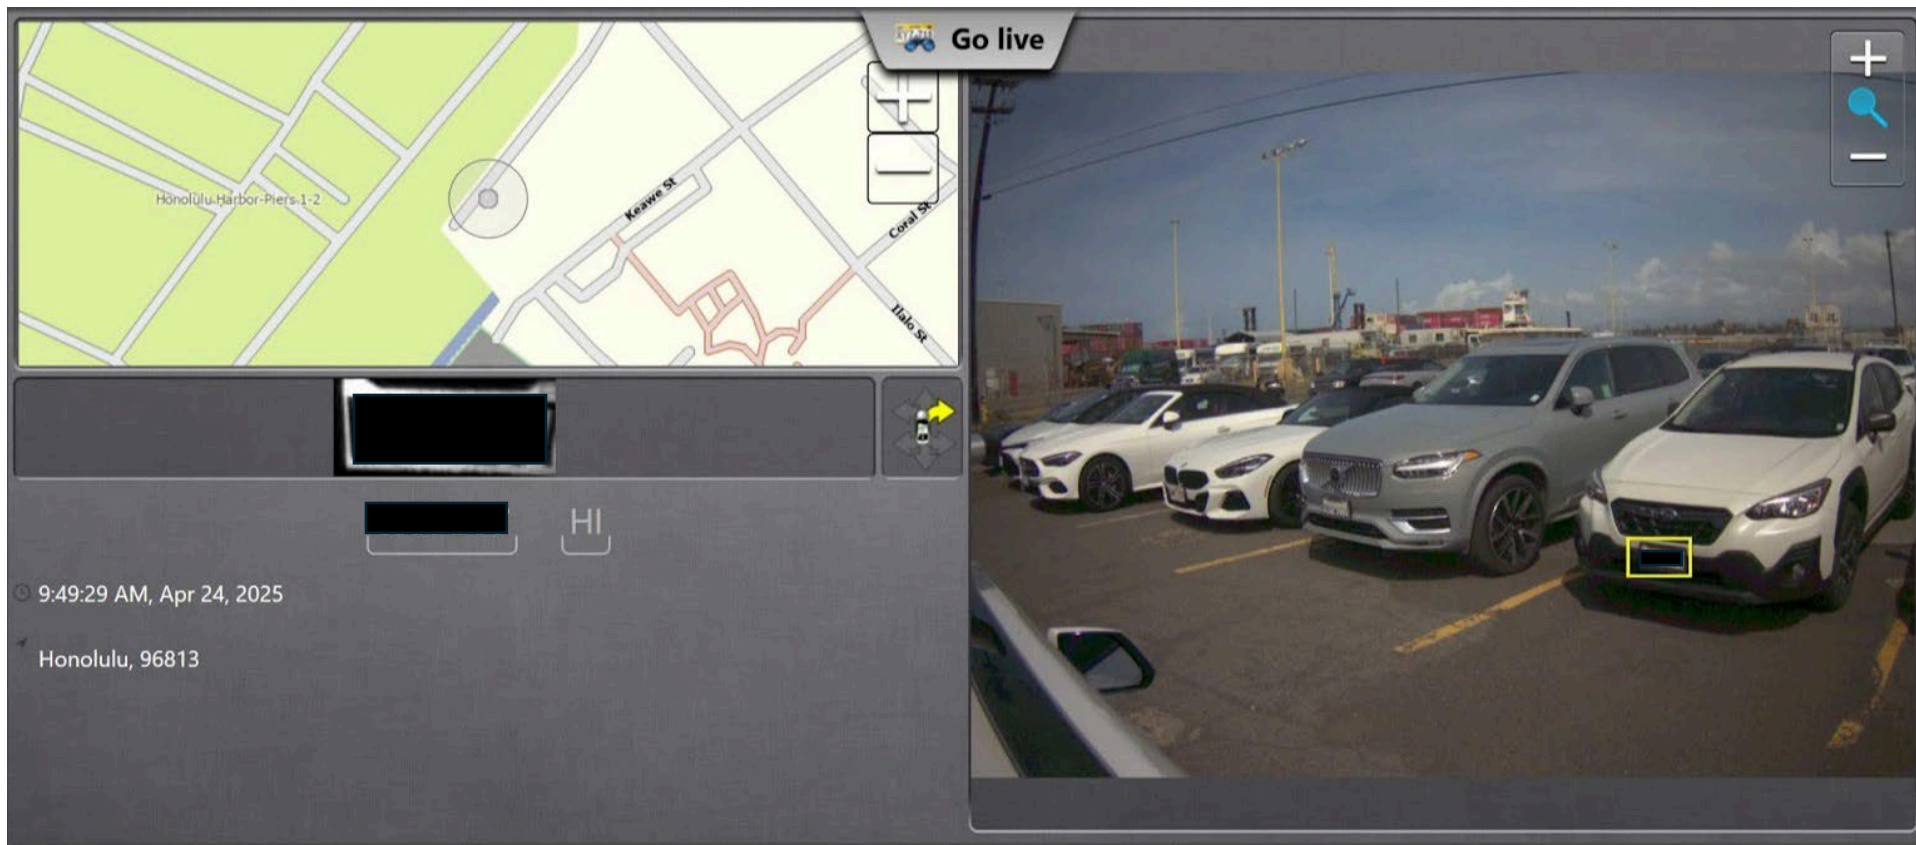 Go live
Honolulu Harbor-Piers 1-2
Keawe St
Coral St
Ilalo St
HI
9:49:29 AM, Apr 24, 2025
Honolulu, 96813